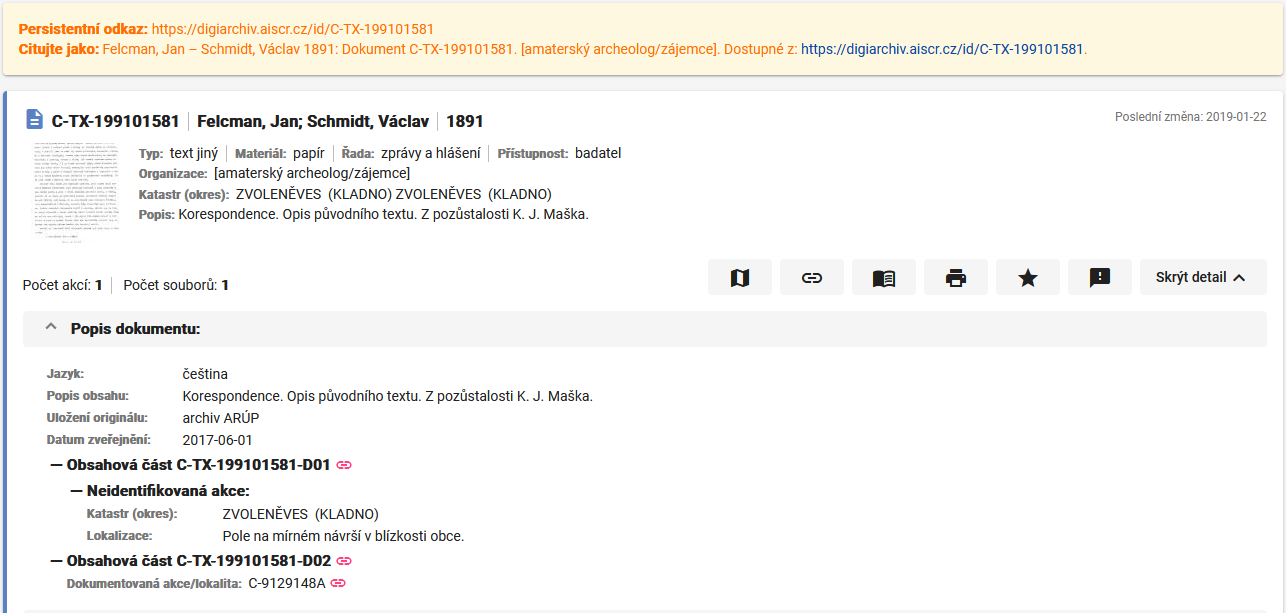 Persistentní odkaz: https://digiarchiv.aiscr.cz/id/C-TX-199101581
Citujte jako: Felcman, Jan – Schmidt, Václav 1891: Dokument C-TX-199101581. [amaterský archeolog/zájemce]. Dostupné z: https://digiarchiv.aiscr.cz/id/C-TX-199101581.
C-TX-199101581 Felcman, Jan; Schmidt, Václav 1891 Poslední změna: 2019-01-22
Typ: text jiný Materiál: papír Řada: zprávy a hlášení Přístupnost: badatel
Organizace: [amaterský archeolog/zájemce]
Katastr (okres): ZVOLENĚVES (KLADNO) ZVOLENĚVES (KLADNO)
Popis: Korespondence. Opis původního textu. Z pozůstalosti K. J. Maška.
Počet akcí: 1 Počet souborů: 1 Skrýt detail
Popis dokumentu:
Jazyk: čeština
Popis obsahu: Korespondence. Opis původního textu. Z pozůstalosti K. J. Maška.
Uložení originálu: archiv ARÚP
Datum zveřejnění: 2017-06-01
— Obsahová část C-TX-199101581-D01
— Neidentifikovaná akce:
Katastr (okres): ZVOLENĚVES (KLADNO)
Lokalizace: Pole na mírném návrší v blízkosti obce.
— Obsahová část C-TX-199101581-D02
Dokumentovaná akce/lokalita: C-9129148A